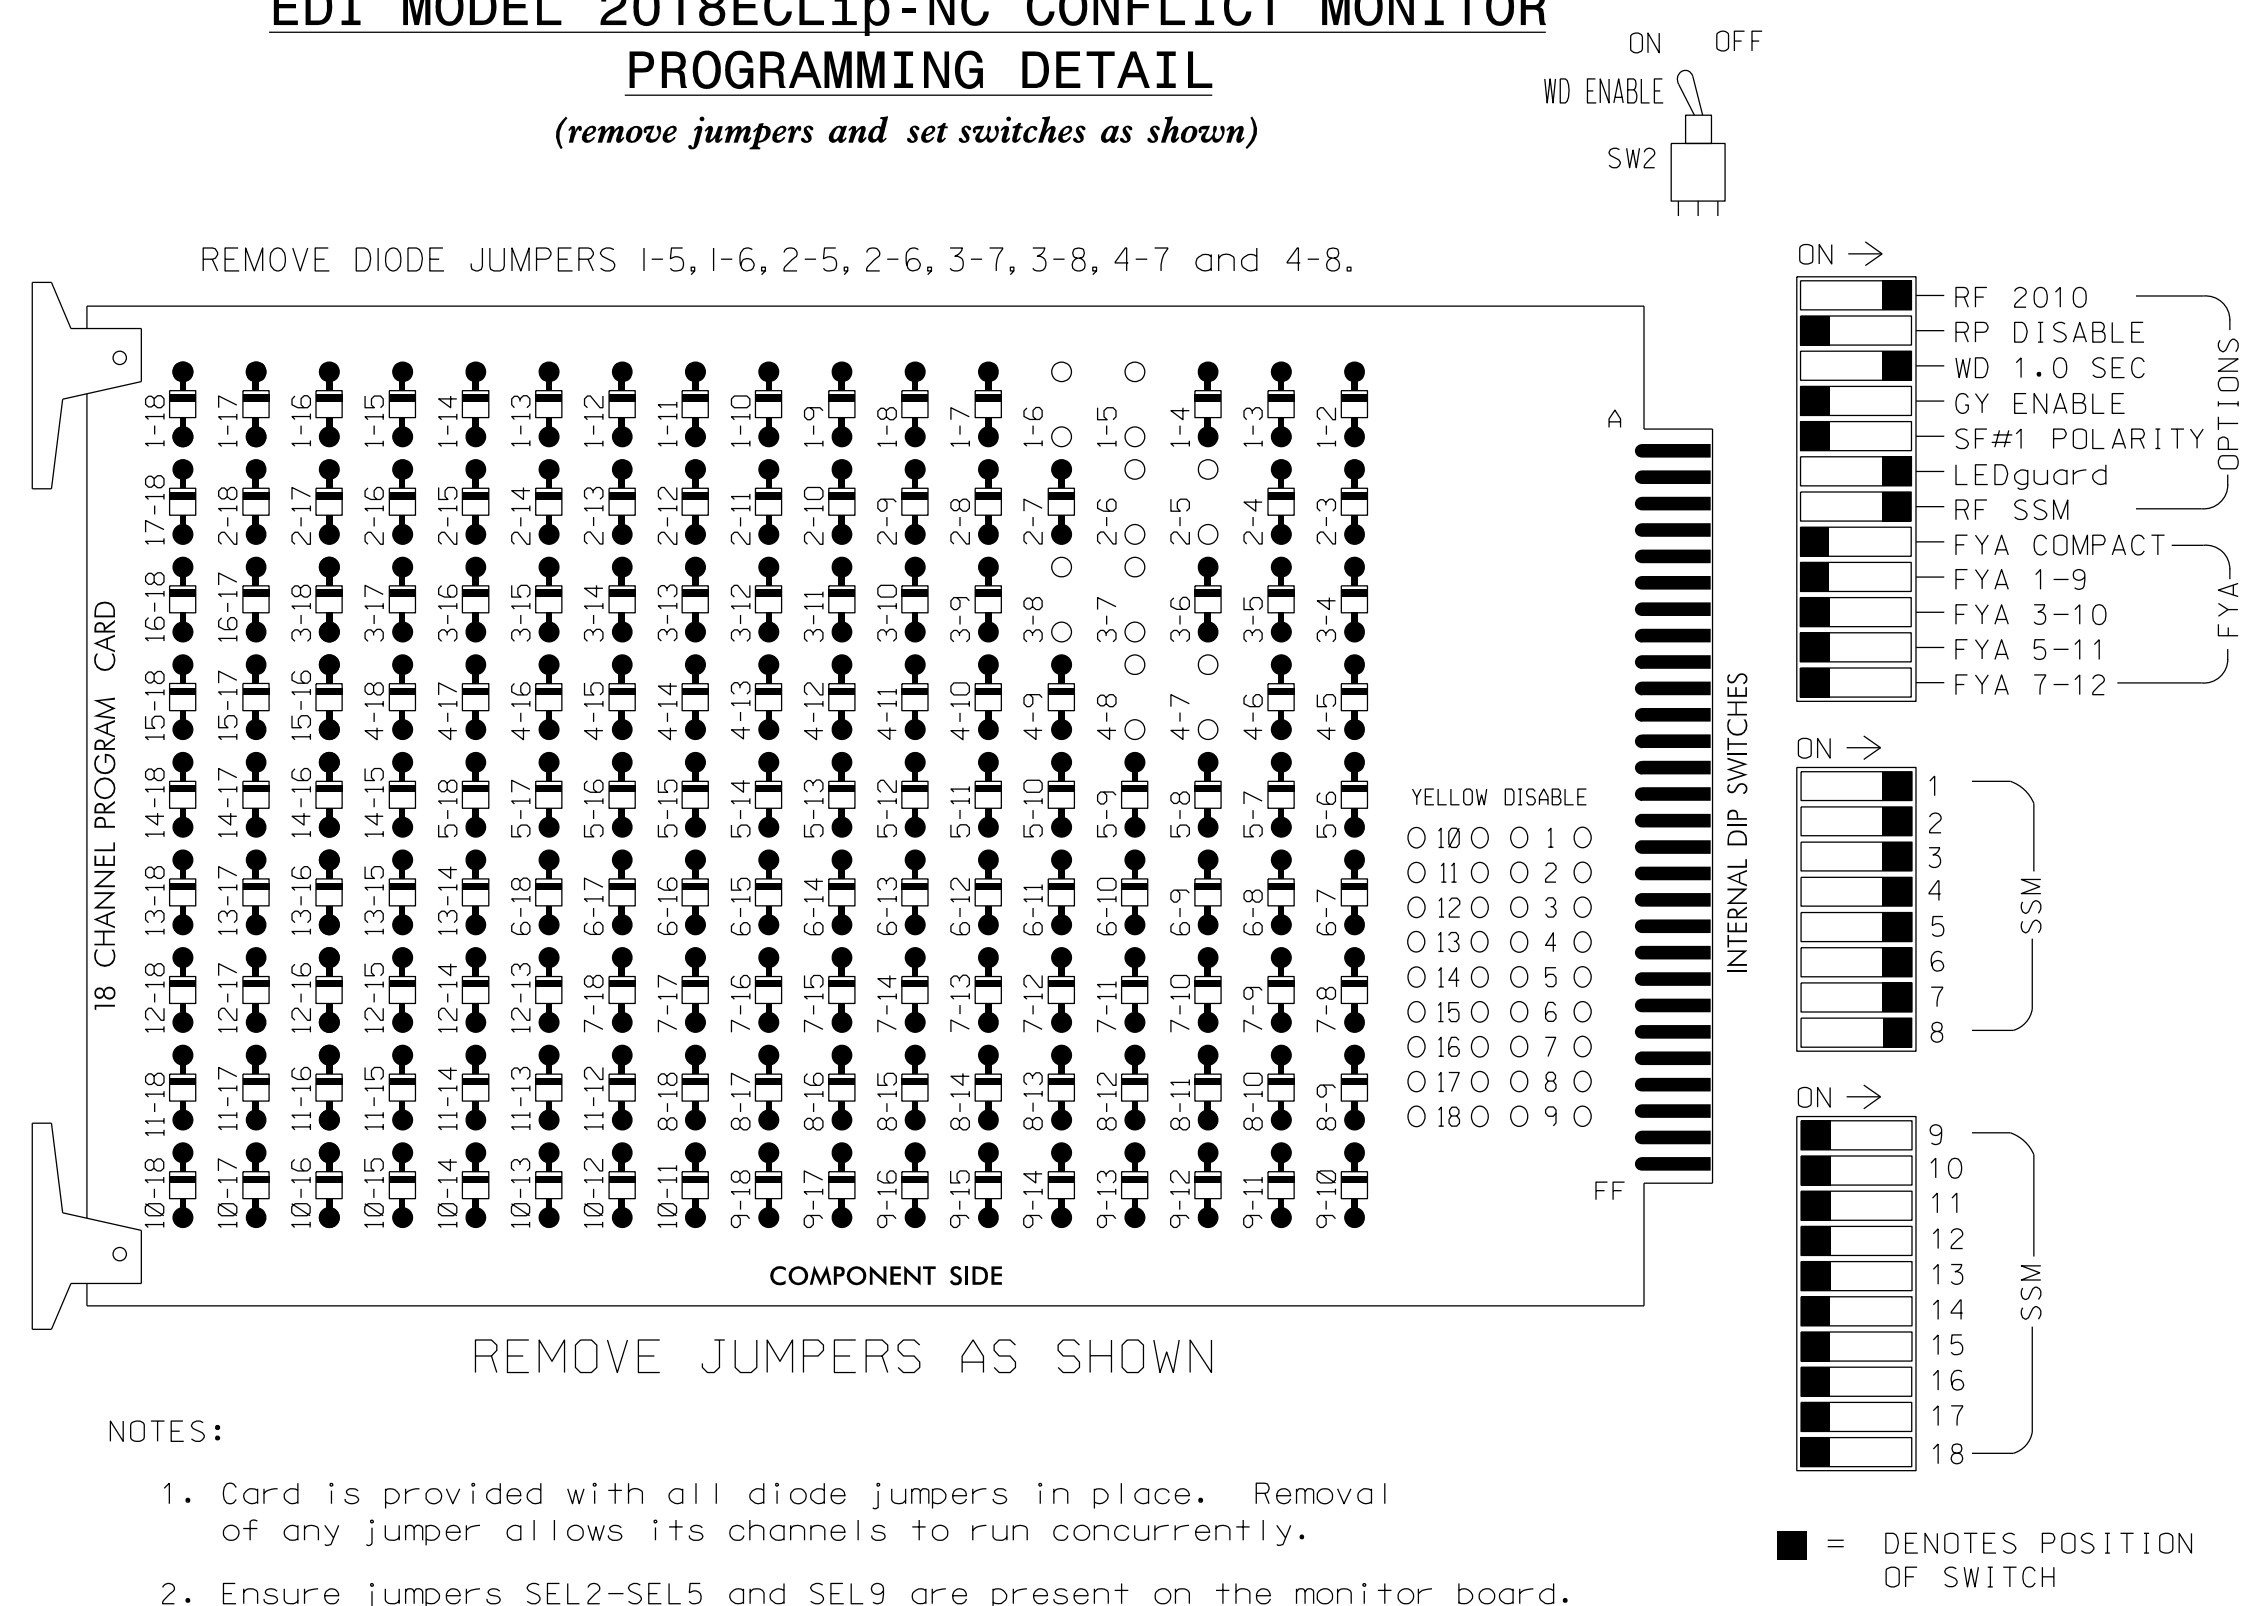 EDI MODEL 2018ECLip-NC CONFLICT MONITOR
PROGRAMMING DETAIL
(remove jumpers and set switches as shown)
ON OFF
WD ENABLE
SW2
REMOVE DIODE JUMPERS 1-5, 1-6, 2-5, 2-6, 3-7, 3-8, 4-7 and 4-8.
18 CHANNEL PROGRAM CARD
1-18 1-17 1-16 1-15 1-14 1-13 1-12 1-11 1-10 1-9 1-8 1-7 1-6 1-5 1-4 1-3 1-2
17-18 2-18 2-17 2-16 2-15 2-14 2-13 2-12 2-11 2-10 2-9 2-8 2-7 2-6 2-5 2-4 2-3
16-18 16-17 3-18 3-17 3-16 3-15 3-14 3-13 3-12 3-11 3-10 3-9 3-8 3-7 3-6 3-5 3-4
15-18 15-17 15-16 4-18 4-17 4-16 4-15 4-14 4-13 4-12 4-11 4-10 4-9 4-8 4-7 4-6 4-5
14-18 14-17 14-16 14-15 5-18 5-17 5-16 5-15 5-14 5-13 5-12 5-11 5-10 5-9 5-8 5-7 5-6
13-18 13-17 13-16 13-15 13-14 6-18 6-17 6-16 6-15 6-14 6-13 6-12 6-11 6-10 6-9 6-8 6-7
12-18 12-17 12-16 12-15 12-14 12-13 7-18 7-17 7-16 7-15 7-14 7-13 7-12 7-11 7-10 7-9 7-8
11-18 11-17 11-16 11-15 11-14 11-13 11-12 8-18 8-17 8-16 8-15 8-14 8-13 8-12 8-11 8-10 8-9
10-18 10-17 10-16 10-15 10-14 10-13 10-12 10-11 9-18 9-17 9-16 9-15 9-14 9-13 9-12 9-11 9-10
A
YELLOW DISABLE
10 1
11 2
12 3
13 4
14 5
15 6
16 7
17 8
18 9
FF
COMPONENT SIDE
INTERNAL DIP SWITCHES
ON →
RF 2010
RP DISABLE
WD 1.0 SEC
GY ENABLE
SF#1 POLARITY
LEDguard
RF SSM
OPTIONS
FYA COMPACT
FYA 1-9
FYA 3-10
FYA 5-11
FYA 7-12
FYA
ON →
1
2
3
4
5
6
7
8
SSM
ON →
9
10
11
12
13
14
15
16
17
18
SSM
REMOVE JUMPERS AS SHOWN
NOTES:
1. Card is provided with all diode jumpers in place. Removal
of any jumper allows its channels to run concurrently.
2. Ensure jumpers SEL2-SEL5 and SEL9 are present on the monitor board.
= DENOTES POSITION
OF SWITCH